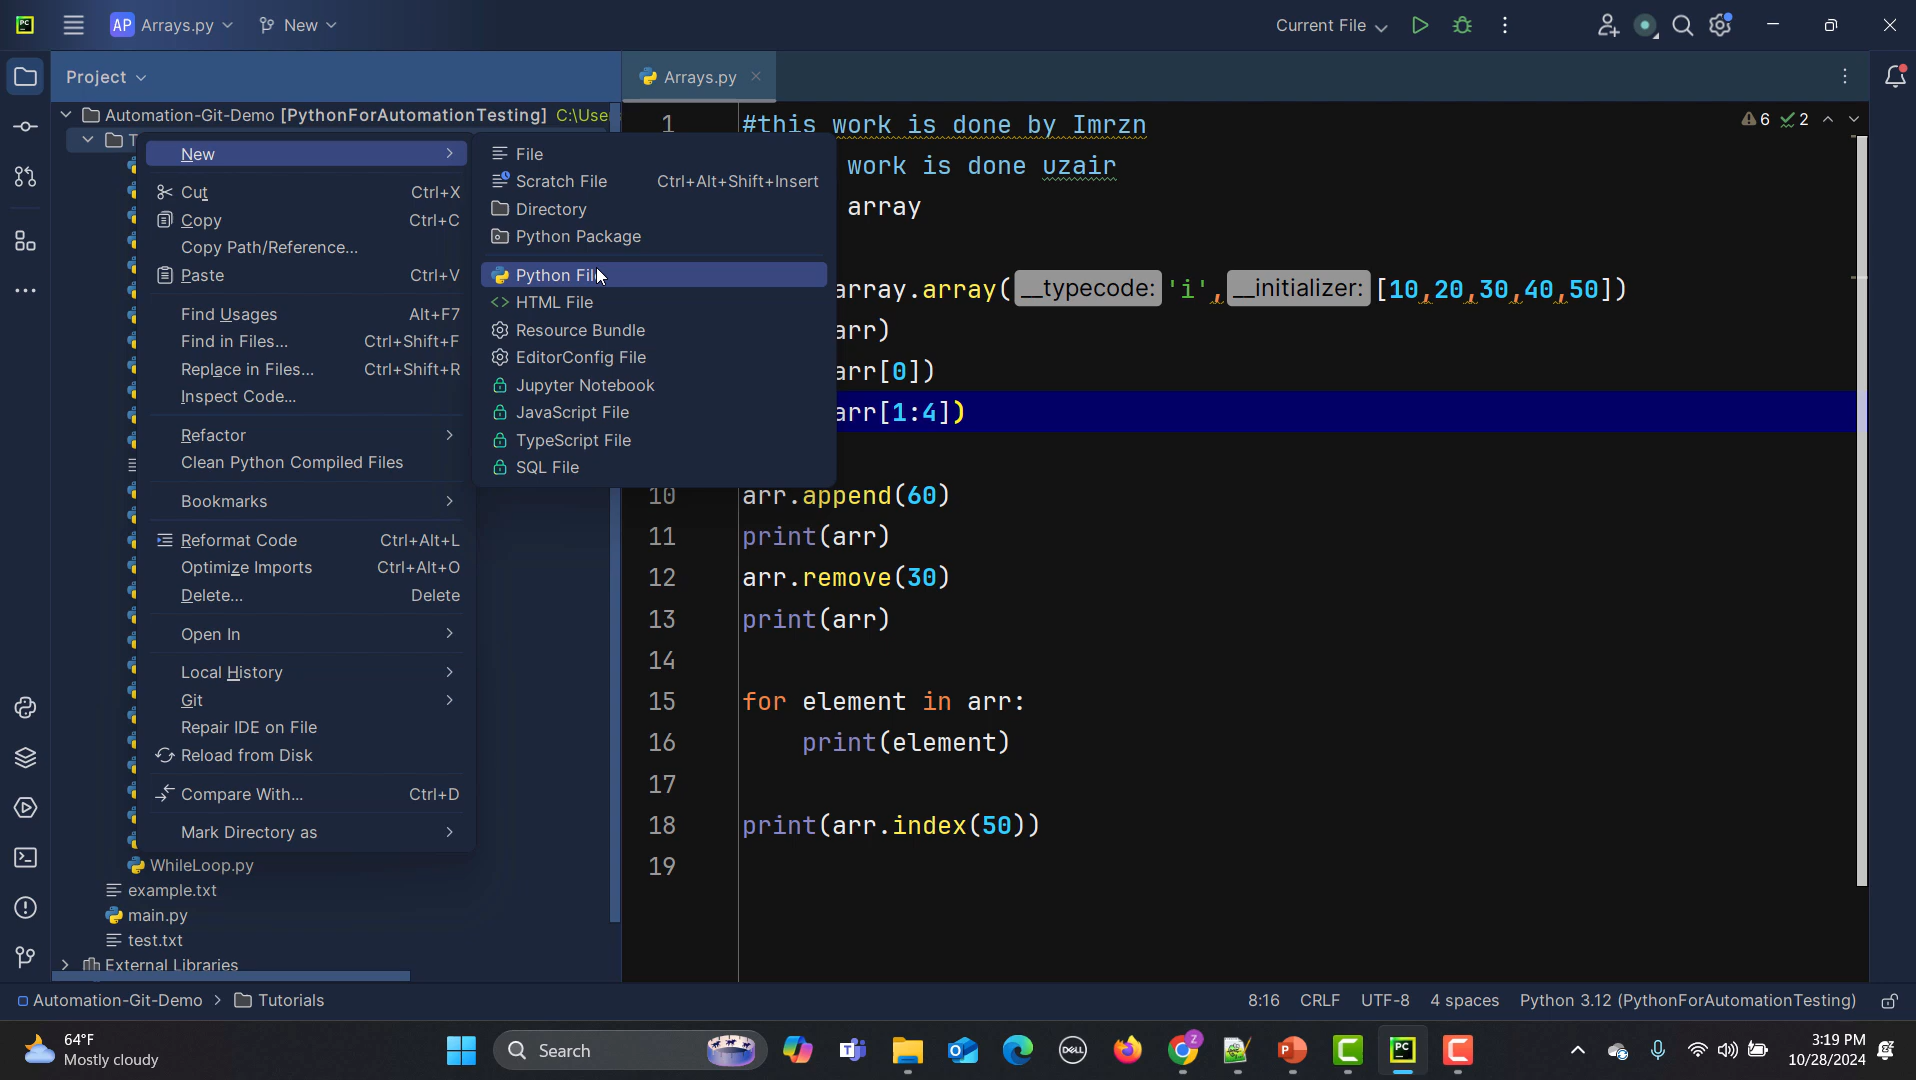 PC AP Arrays.py New Current File
Project
Arrays.py
Automation-Git-Demo [PythonForAutomationTesting] C:\Use
T
New
Cut Ctrl+X
Copy Ctrl+C
Copy Path/Reference...
Paste Ctrl+V
Find Usages Alt+F7
Find in Files... Ctrl+Shift+F
Replace in Files... Ctrl+Shift+R
Inspect Code...
Refactor
Clean Python Compiled Files
Bookmarks
Reformat Code Ctrl+Alt+L
Optimize Imports Ctrl+Alt+O
Delete... Delete
Open In
Local History
Git
Repair IDE on File
Reload from Disk
Compare With... Ctrl+D
Mark Directory as
WhileLoop.py
example.txt
main.py
test.txt
External Libraries
File
Scratch File Ctrl+Alt+Shift+Insert
Directory
Python Package
Python File
HTML File
Resource Bundle
EditorConfig File
Jupyter Notebook
JavaScript File
TypeScript File
SQL File
1 #this work is done by Imrzn
work is done uzair
array
array.array( __typecode: 'i', __initializer: [10,20,30,40,50])
arr)
arr[0])
arr[1:4])
10 arr.append(60)
11 print(arr)
12 arr.remove(30)
13 print(arr)
14
15 for element in arr:
16 print(element)
17
18 print(arr.index(50))
19
6 2
Automation-Git-Demo > Tutorials
8:16 CRLF UTF-8 4 spaces Python 3.12 (PythonForAutomationTesting)
64°F
Mostly cloudy
Search
DELL
Z
PC
3:19 PM
10/28/2024